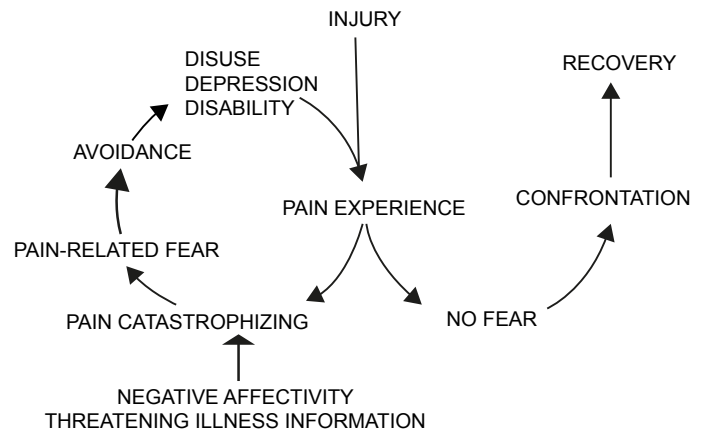 INJURY
DISUSE
DEPRESSION
DISABILITY
RECOVERY
AVOIDANCE
PAIN EXPERIENCE
CONFRONTATION
PAIN-RELATED FEAR
PAIN CATASTROPHIZING
NO FEAR
NEGATIVE AFFECTIVITY
THREATENING ILLNESS INFORMATION